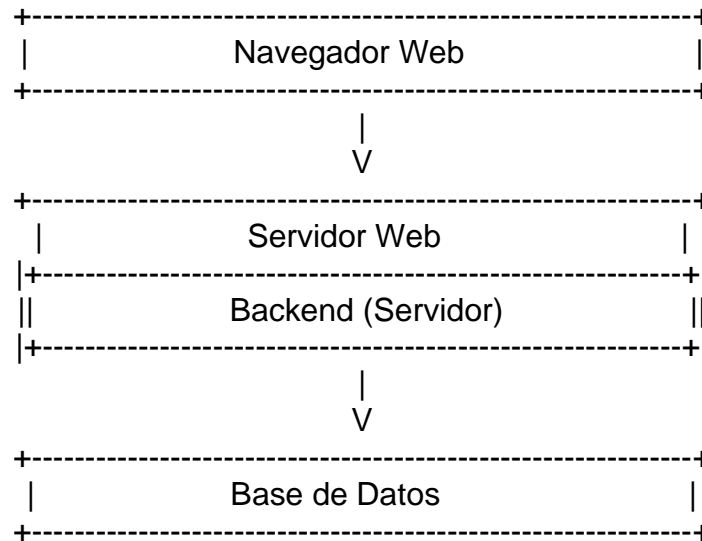 +-----------------------------------------------------------+
| Navegador Web |
+-----------------------------------------------------------+
|
V
+-----------------------------------------------------------+
| Servidor Web |
|+---------------------------------------------------------+
|| Backend (Servidor) ||
|+---------------------------------------------------------+
|
V
+-----------------------------------------------------------+
| Base de Datos |
+-----------------------------------------------------------+